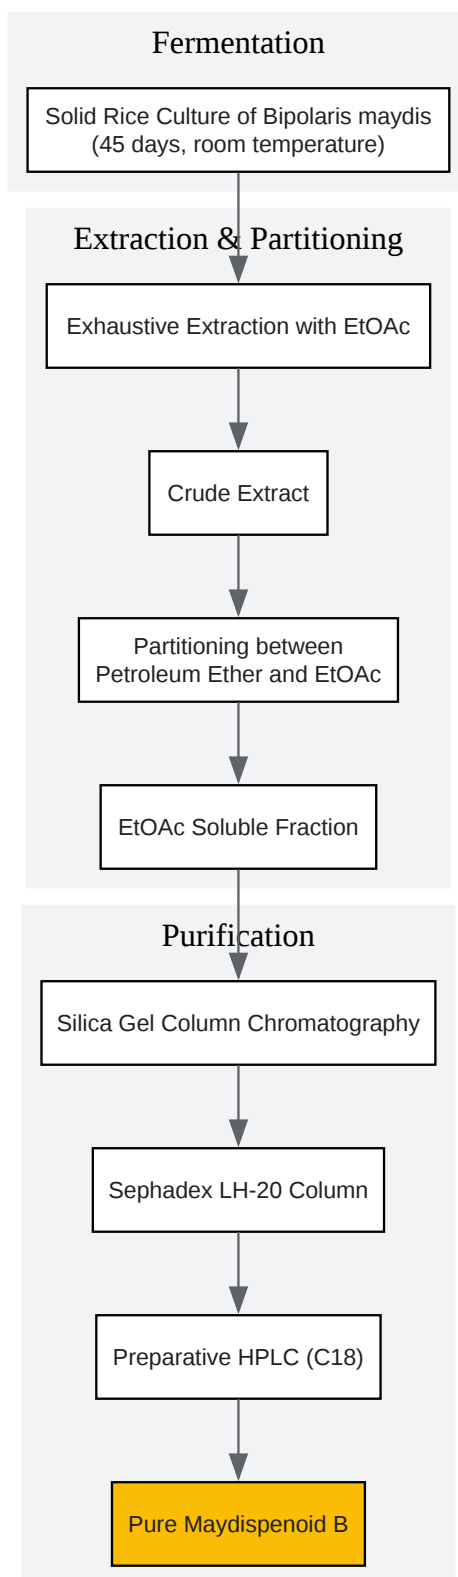 Fermentation
Solid Rice Culture of Bipolaris maydis
(45 days, room temperature)
Extraction & Partitioning
Exhaustive Extraction with EtOAc
Crude Extract
Partitioning between
Petroleum Ether and EtOAc
EtOAc Soluble Fraction
Purification
Silica Gel Column Chromatography
Sephadex LH-20 Column
Preparative HPLC (C18)
Pure Maydispenoid B